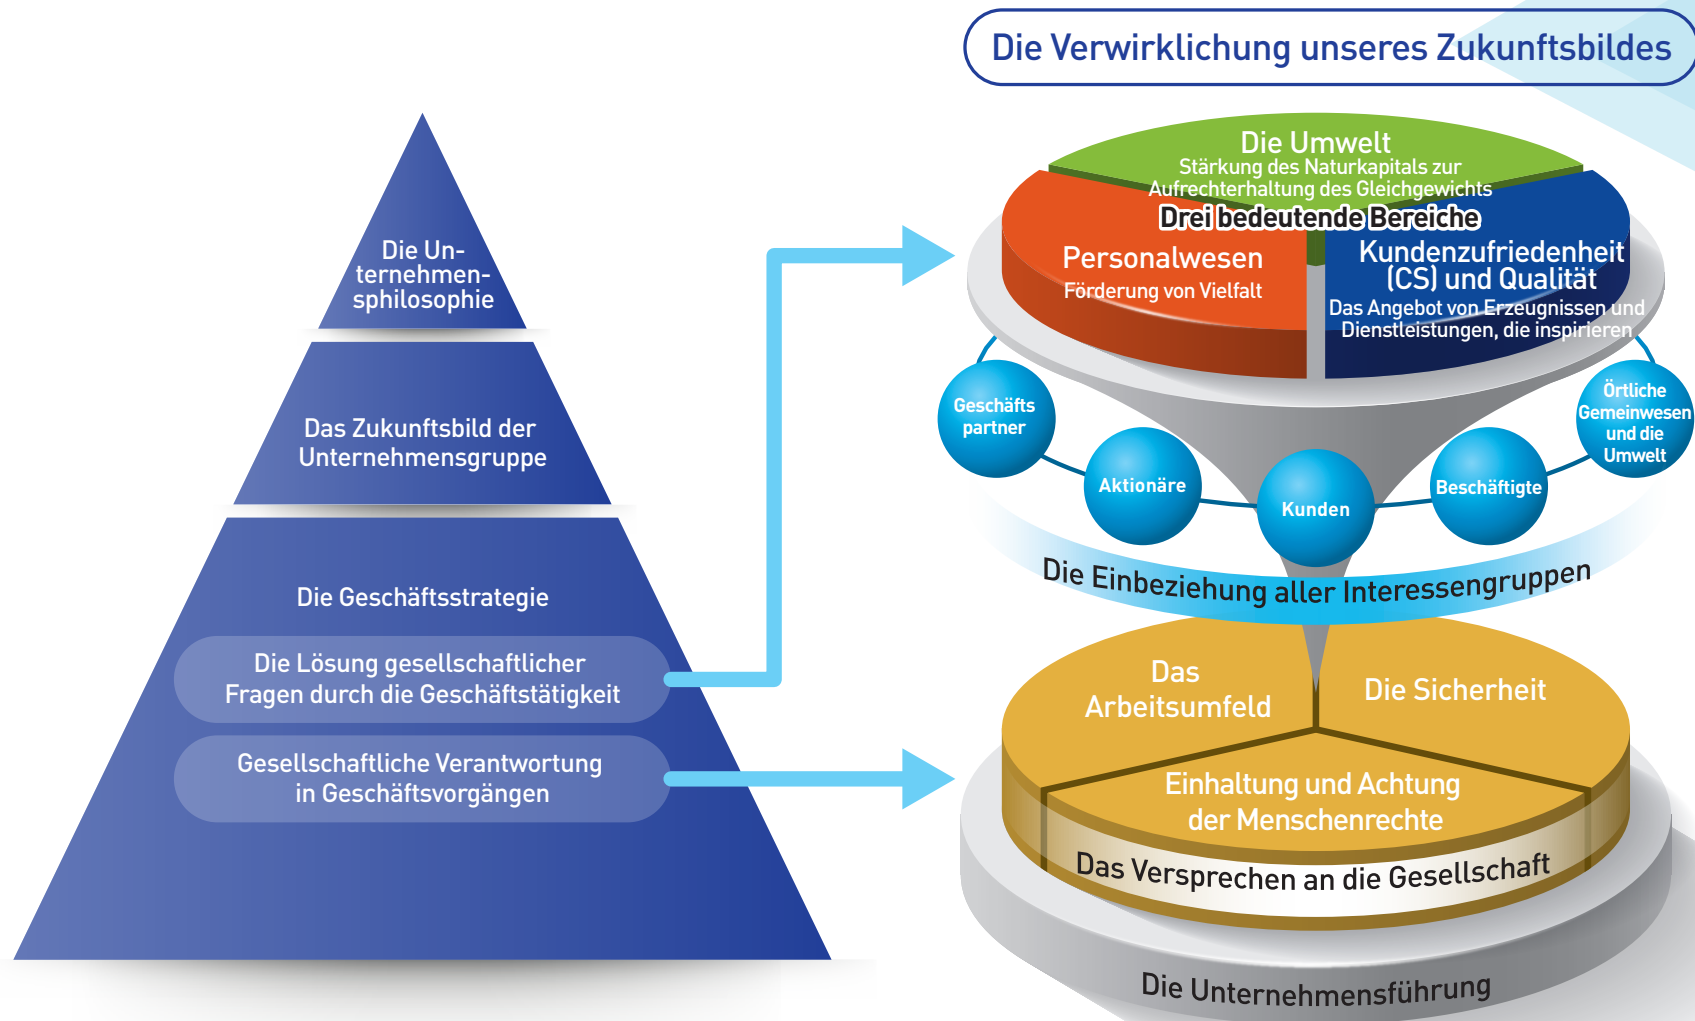 Die Verwirklichung unseres Zukunftsbildes
Die Un-
ternehmen-
sphilosophie
Das Zukunftsbild der
Unternehmensgruppe
Die Geschäftsstrategie
Die Lösung gesellschaftlicher
Fragen durch die Geschäftstätigkeit
Gesellschaftliche Verantwortung
in Geschäftsvorgängen
Die Umwelt
Stärkung des Naturkapitals zur
Aufrechterhaltung des Gleichgewichts
Drei bedeutende Bereiche
Personalwesen
Förderung von Vielfalt
Kundenzufriedenheit
(CS) und Qualität
Das Angebot von Erzeugnissen und
Dienstleistungen, die inspirieren
Geschäfts
partner
Aktionäre
Kunden
Beschäftigte
Örtliche
Gemeinwesen
und die
Umwelt
Die Einbeziehung aller Interessengruppen
Das
Arbeitsumfeld
Die Sicherheit
Einhaltung und Achtung
der Menschenrechte
Das Versprechen an die Gesellschaft
Die Unternehmensführung